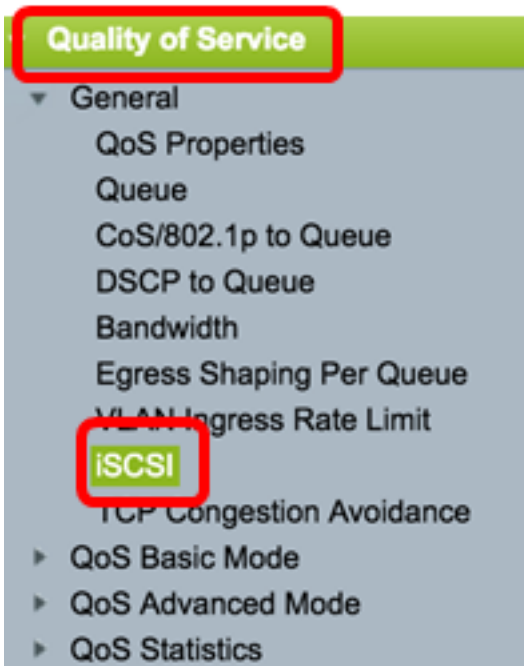 Quality of Service
General
QoS Properties
Queue
CoS/802.1p to Queue
DSCP to Queue
Bandwidth
Egress Shaping Per Queue
VLAN Ingress Rate Limit
iSCSI
TCP Congestion Avoidance
QoS Basic Mode
QoS Advanced Mode
QoS Statistics